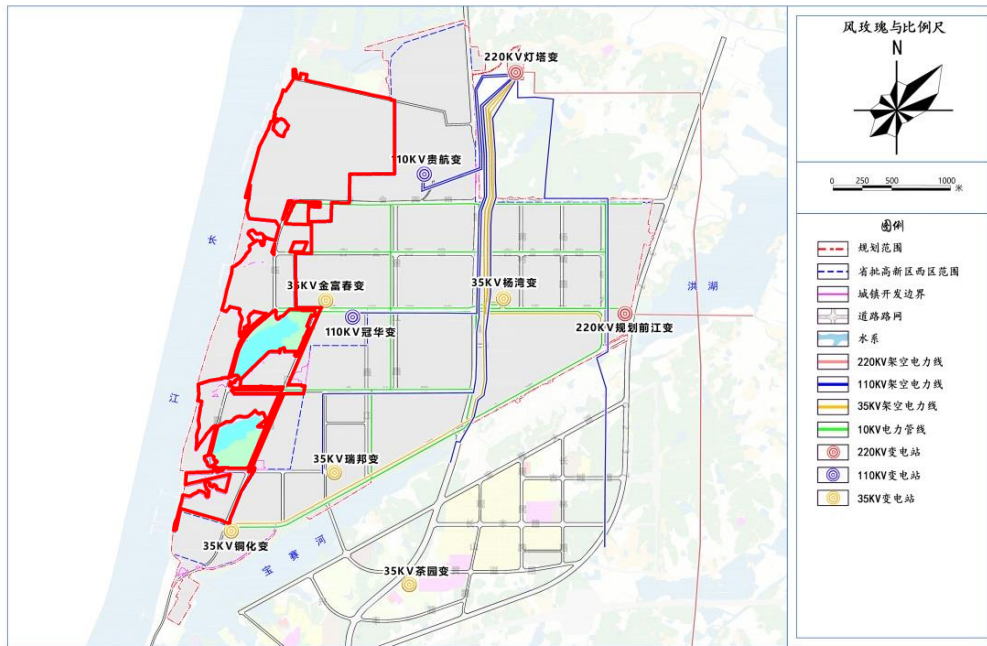 220KV灯塔变
110KV贵航变
长
35KV金富春变
35KV杨湾变
洪湖
110KV冠华变
220KV规划前江变
江
35KV瑞邦变
35KV铜化变
宝赛河
35KV茶园变
风玫瑰与比例尺
N
0 250 500 1000
米
图例
规划范围
省批高新区西区范围
城镇开发边界
道路路网
水系
220KV架空电力线
110KV架空电力线
35KV架空电力线
10KV电力管线
220KV变电站
110KV变电站
35KV变电站